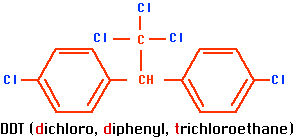 Cl
Cl C Cl
Cl CH Cl
DDT (dichloro, diphenyl, trichloroethane)